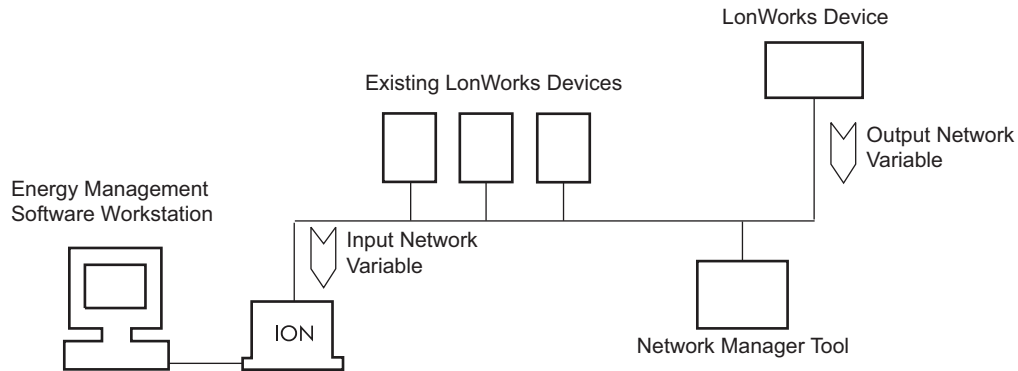 LonWorks Device
Existing LonWorks Devices
Output Network
Variable
Energy Management
Software Workstation
Input Network
Variable
ION
Network Manager Tool